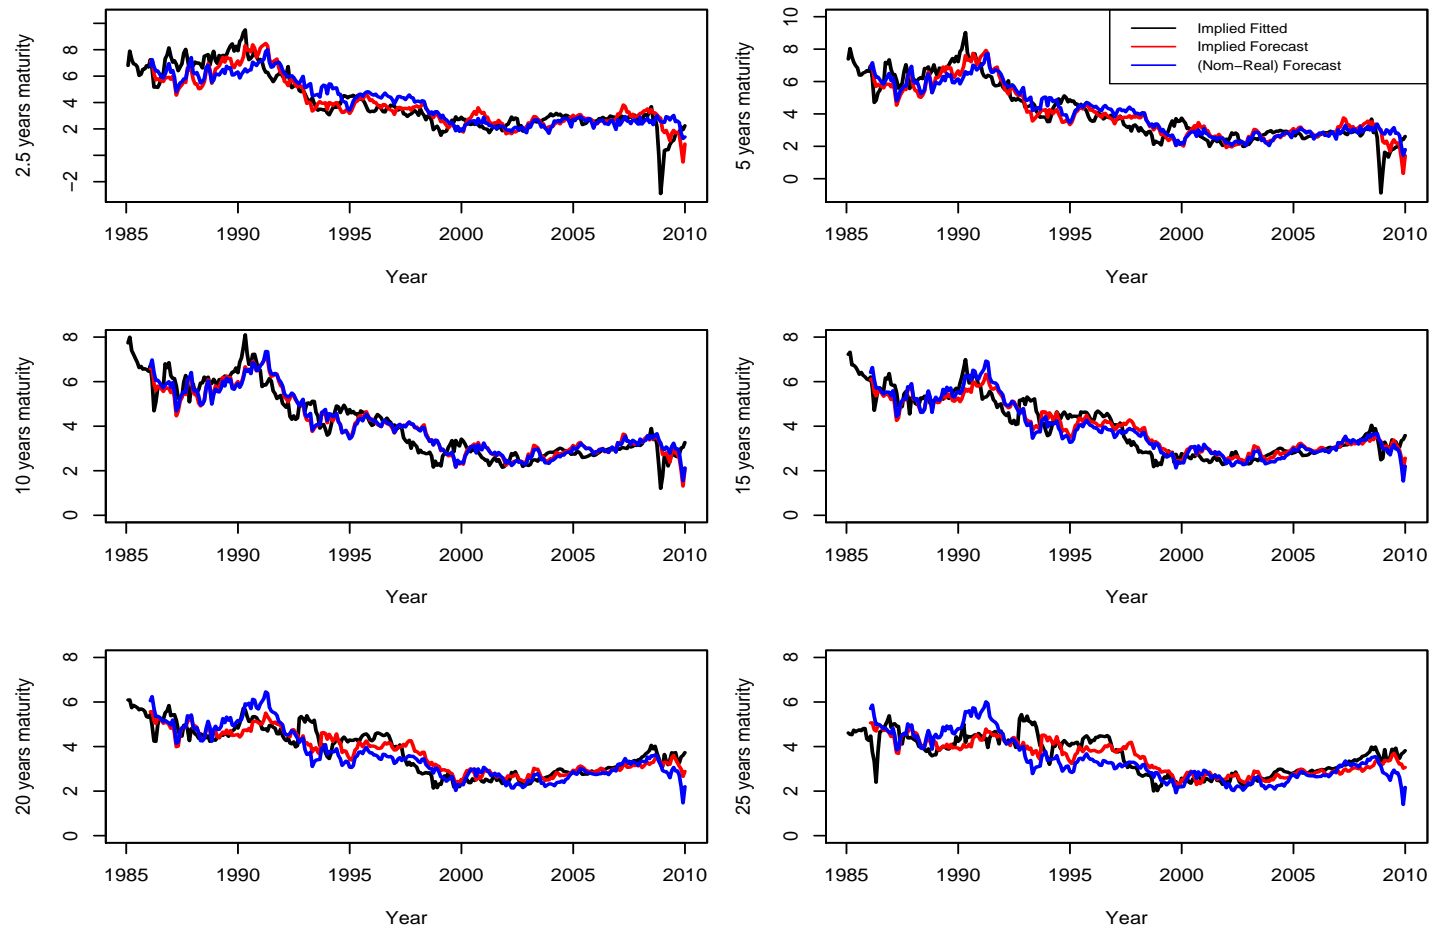 2.5 years maturity
−2 2 4 6 8
1985 1990 1995 2000 2005 2010
Year
5 years maturity
0 2 4 6 8 10
Implied Fitted
Implied Forecast
(Nom−Real) Forecast
1985 1990 1995 2000 2005 2010
Year
10 years maturity
0 2 4 6 8
1985 1990 1995 2000 2005 2010
Year
15 years maturity
0 2 4 6 8
1985 1990 1995 2000 2005 2010
Year
20 years maturity
0 2 4 6 8
1985 1990 1995 2000 2005 2010
Year
25 years maturity
0 2 4 6 8
1985 1990 1995 2000 2005 2010
Year